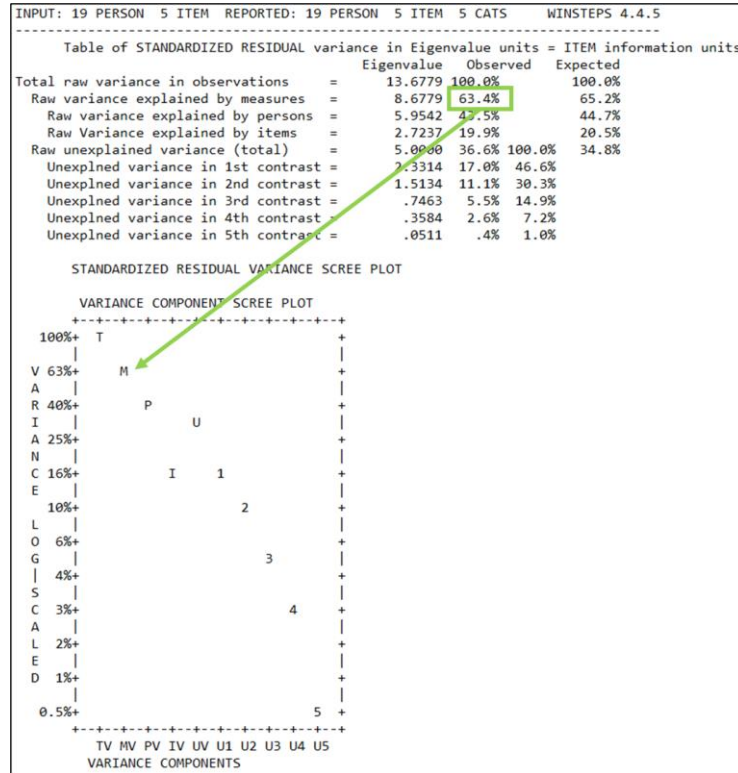 INPUT: 19 PERSON  5 ITEM  REPORTED: 19 PERSON  5 ITEM  5 CATS     WINSTEPS 4.4.5
--------------------------------------------------------------------------------
     Table of STANDARDIZED RESIDUAL variance in Eigenvalue units = ITEM information units
                                           Eigenvalue   Observed   Expected
Total raw variance in observations     =      13.6779 100.0%         100.0%
  Raw variance explained by measures   =       8.6779  63.4%          65.2%
    Raw variance explained by persons  =       5.9542  43.5%          44.7%
    Raw Variance explained by items    =       2.7237  19.9%          20.5%
  Raw unexplained variance (total)     =       5.0000  36.6% 100.0%   34.8%
    Unexplned variance in 1st contrast =       2.3314  17.0%  46.6%
    Unexplned variance in 2nd contrast =       1.5134  11.1%  30.3%
    Unexplned variance in 3rd contrast =        .7463   5.5%  14.9%
    Unexplned variance in 4th contrast =        .3584   2.6%   7.2%
    Unexplned variance in 5th contrast =        .0511    .4%   1.0%
      STANDARDIZED RESIDUAL VARIANCE SCREE PLOT
       VARIANCE COMPONENT SCREE PLOT
      +--+--+--+--+--+--+--+--+--+--+--+
  100%+  T                             +
      |                                |
V  63%+     M                          +
A     |                                |
R  40%+        P                       +
I     |              U                 |
A  25%+                                +
N     |                                |
C  16%+           I     1              +
E     |                                |
   10%+                    2           +
L     |                                |
O   6%+                                +
G     |                       3        |
|   4%+                                +
S     |                                |
C   3%+                          4     +
A     |                                |
L   2%+                                +
E     |                                |
D   1%+                                +
      |                                |
  0.5%+                             5  +
      +--+--+--+--+--+--+--+--+--+--+--+
         TV MV PV IV UV U1 U2 U3 U4 U5
        VARIANCE COMPONENTS